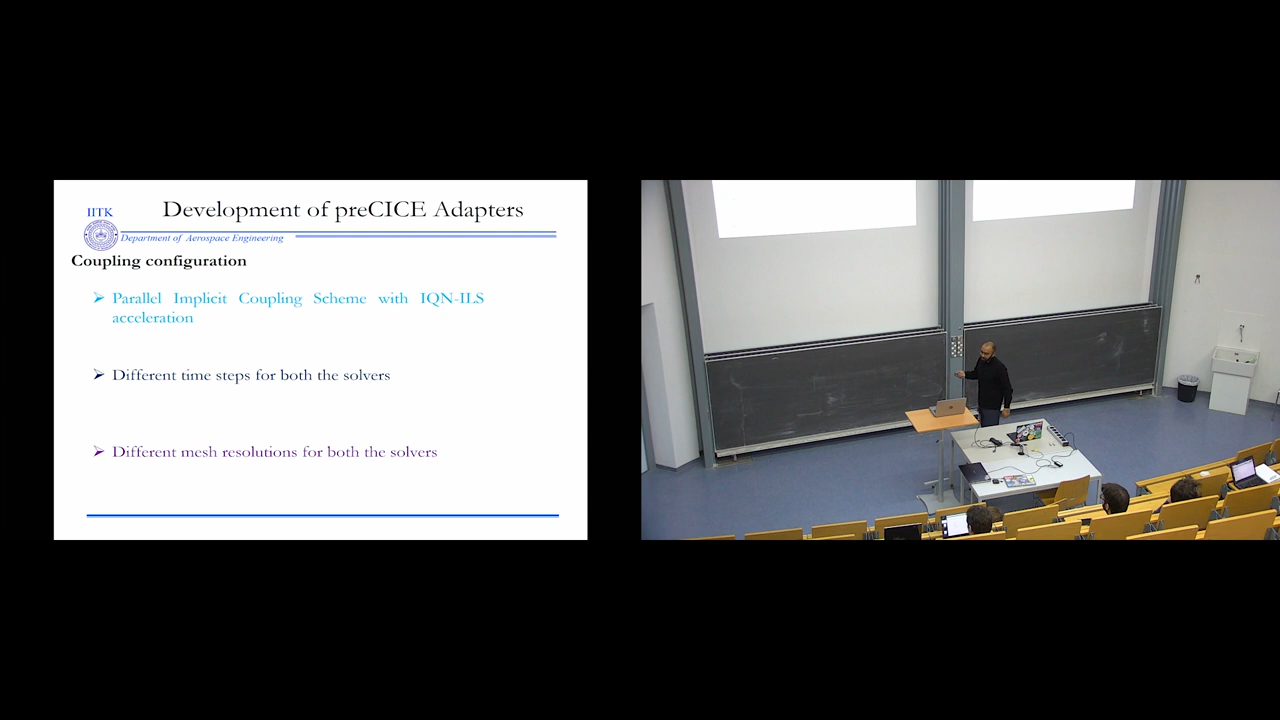 IITK
Development of preCICE Adapters
Department of Aerospace Engineering
Coupling configuration
➢ Parallel Implicit Coupling Scheme with IQN-ILS
acceleration
➢ Different time steps for both the solvers
➢ Different mesh resolutions for both the solvers